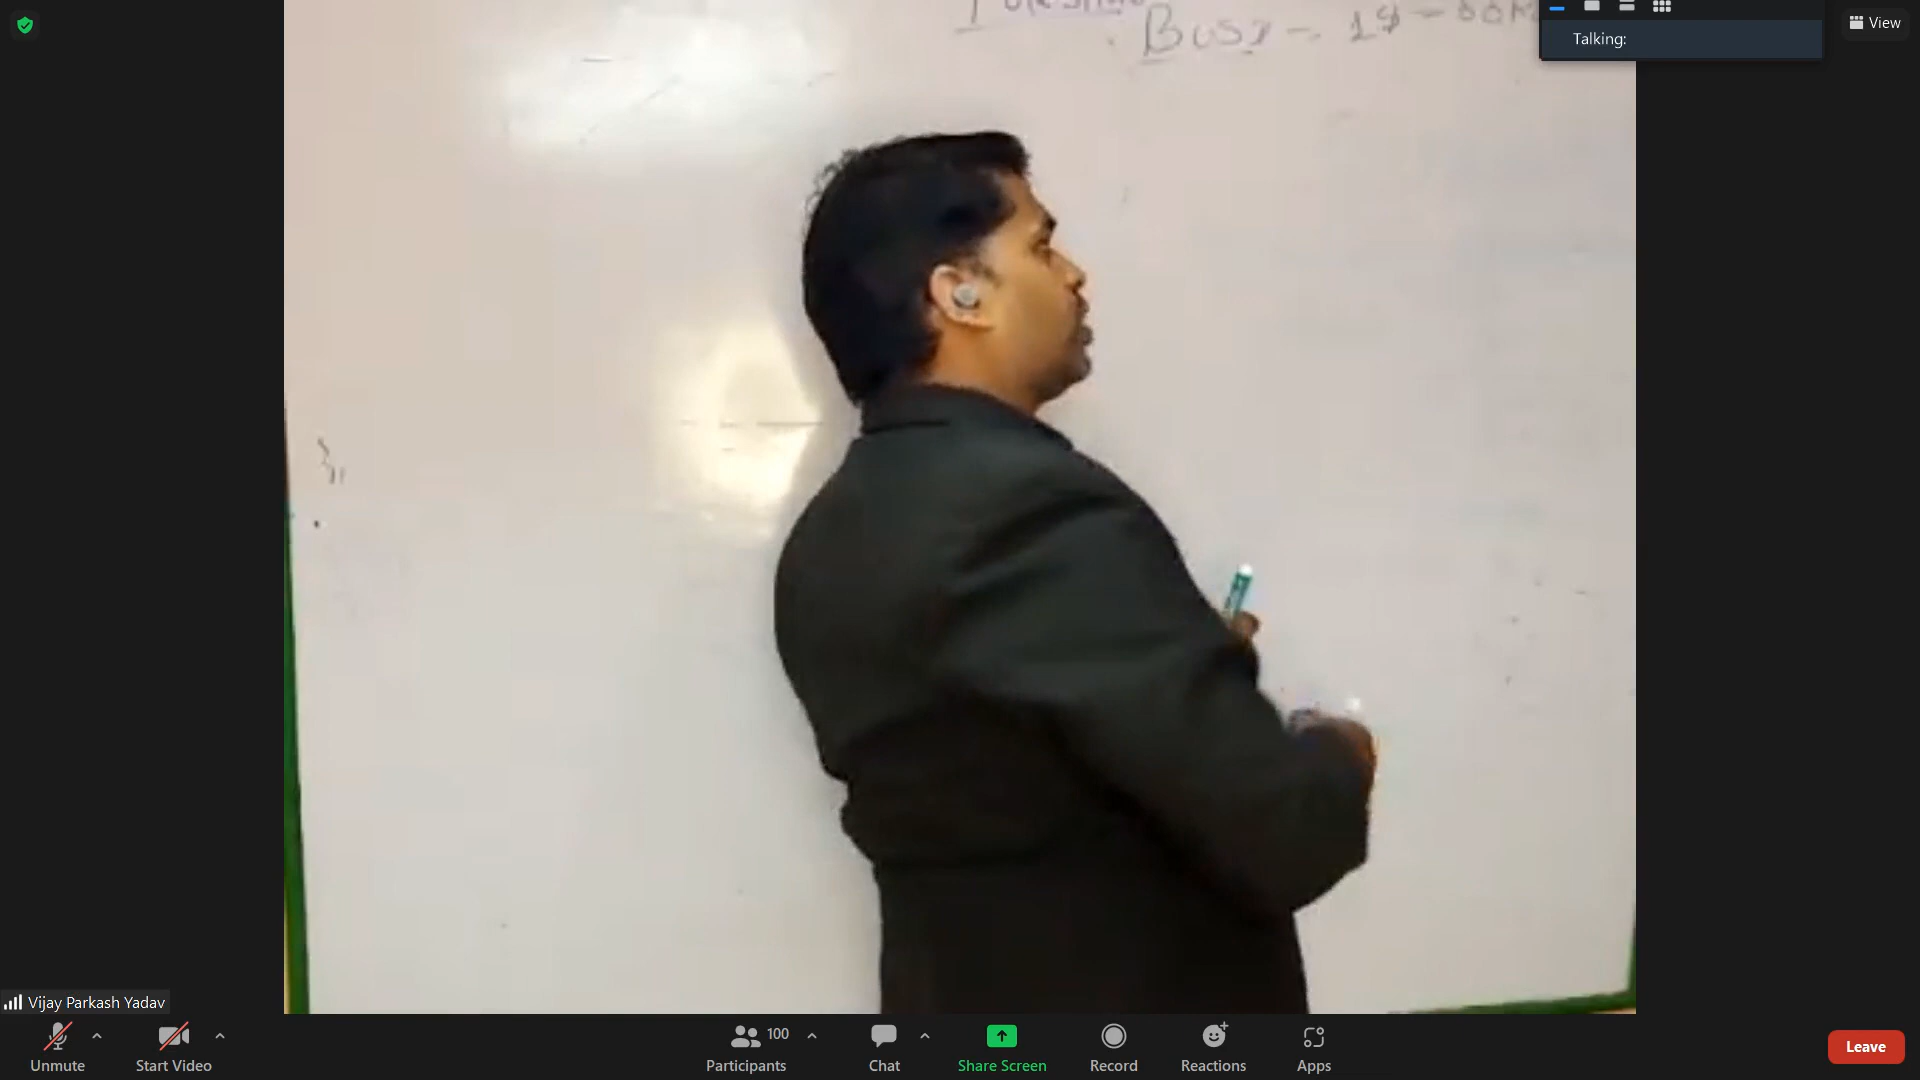 View
Talking:
Vijay Parkash Yadav
Unmute
Start Video
100
Participants
Chat
Share Screen
Record
Reactions
Apps
Leave